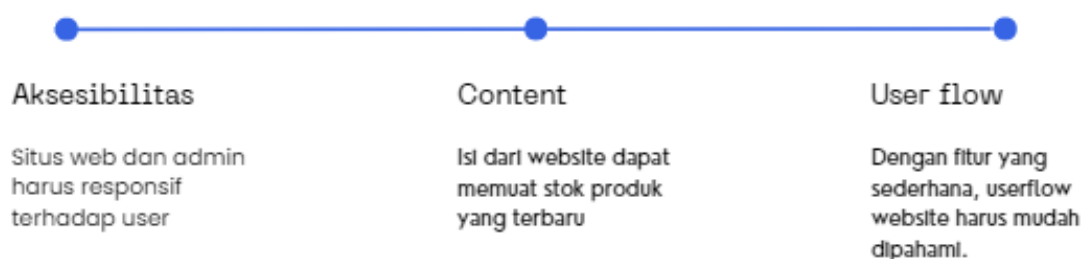 Aksesibilitas
Situs web dan admin
harus responsif
terhadap user
Content
Isi dari website dapat
memuat stok produk
yang terbaru
User flow
Dengan fitur yang
sederhana, userflow
website harus mudah
dipahami.